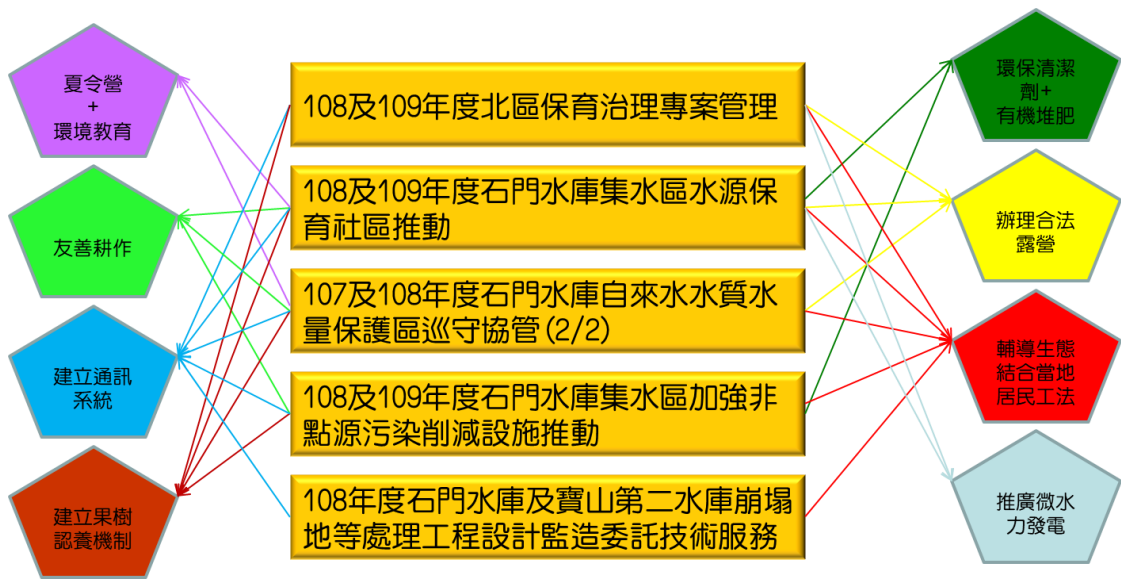 夏令營
+
環境教育
友善耕作
建立通訊
系統
建立果樹
認養機制
108及109年度北區保育治理專案管理
108及109年度石門水庫集水區水源保
育社區推動
107及108年度石門水庫自來水水質水
量保護區巡守協管(2/2)
108及109年度石門水庫集水區加強非
點源污染削減設施推動
108年度石門水庫及寶山第二水庫崩塌
地等處理工程設計監造委託技術服務
環保清潔
劑+
有機堆肥
辦理合法
露營
輔導生態
結合當地
居民工法
推廣微水
力發電